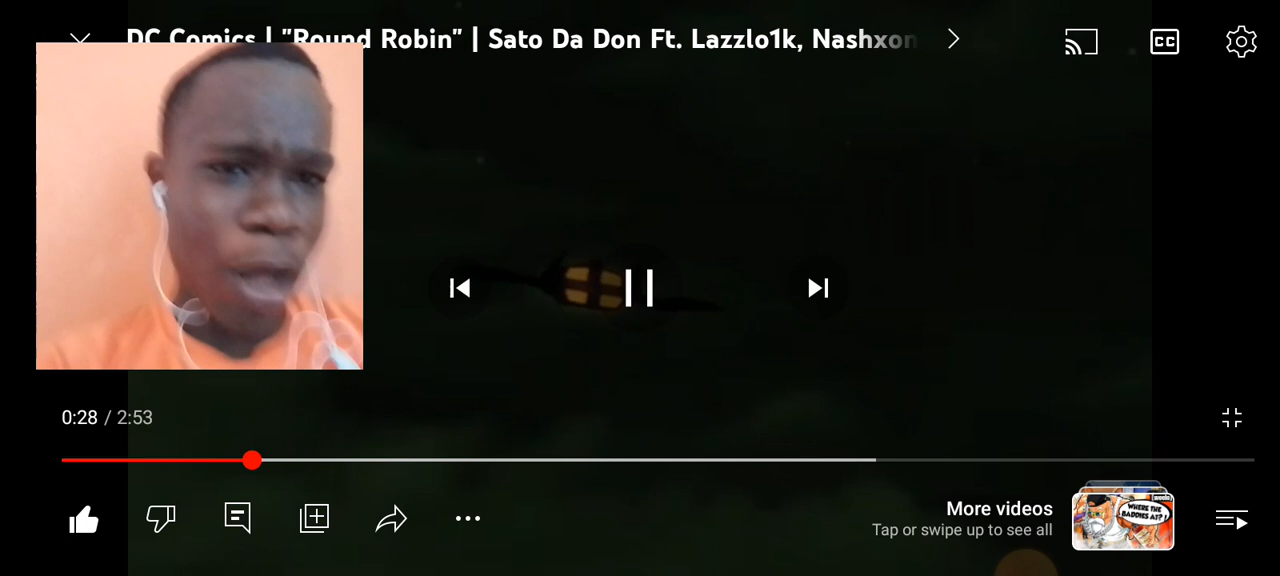 DC Comics | "Round Robin" | Sato Da Don Ft. Lazzlo1k, Nashxon
CC
0:28 / 2:53
More videos
Tap or swipe up to see all
WHERE THE
BADDIES AT?!